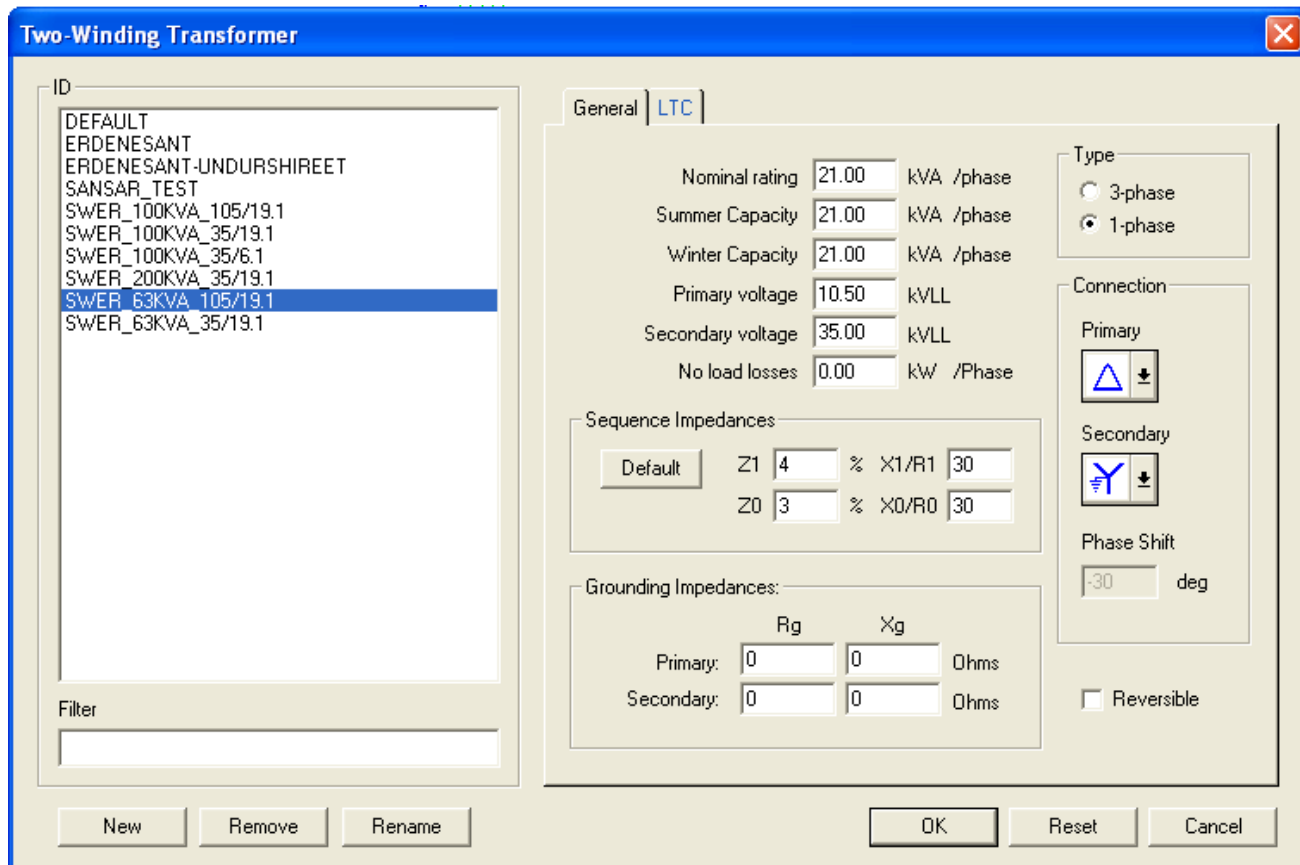 Two-Winding Transformer
ID
DEFAULT
ERDENESANT
ERDENESANT-UNDURSHIREET
SANSAR_TEST
SWER_100KVA_105/19.1
SWER_100KVA_35/19.1
SWER_100KVA_35/6.1
SWER_200KVA_35/19.1
SWER_63KVA_105/19.1
SWER_63KVA_35/19.1
Filter
New Remove Rename
General LTC
Nominal rating 21.00 kVA /phase
Summer Capacity 21.00 kVA /phase
Winter Capacity 21.00 kVA /phase
Primary voltage 10.50 kVLL
Secondary voltage 35.00 kVLL
No load losses 0.00 kW /Phase
Sequence Impedances
Default Z1 4 % X1/R1 30
Z0 3 % X0/R0 30
Grounding Impedances:
Rg Xg
Primary: 0 0 Ohms
Secondary: 0 0 Ohms
Type
3-phase
1-phase
Connection
Primary
Secondary
Phase Shift
-30 deg
Reversible
OK Reset Cancel